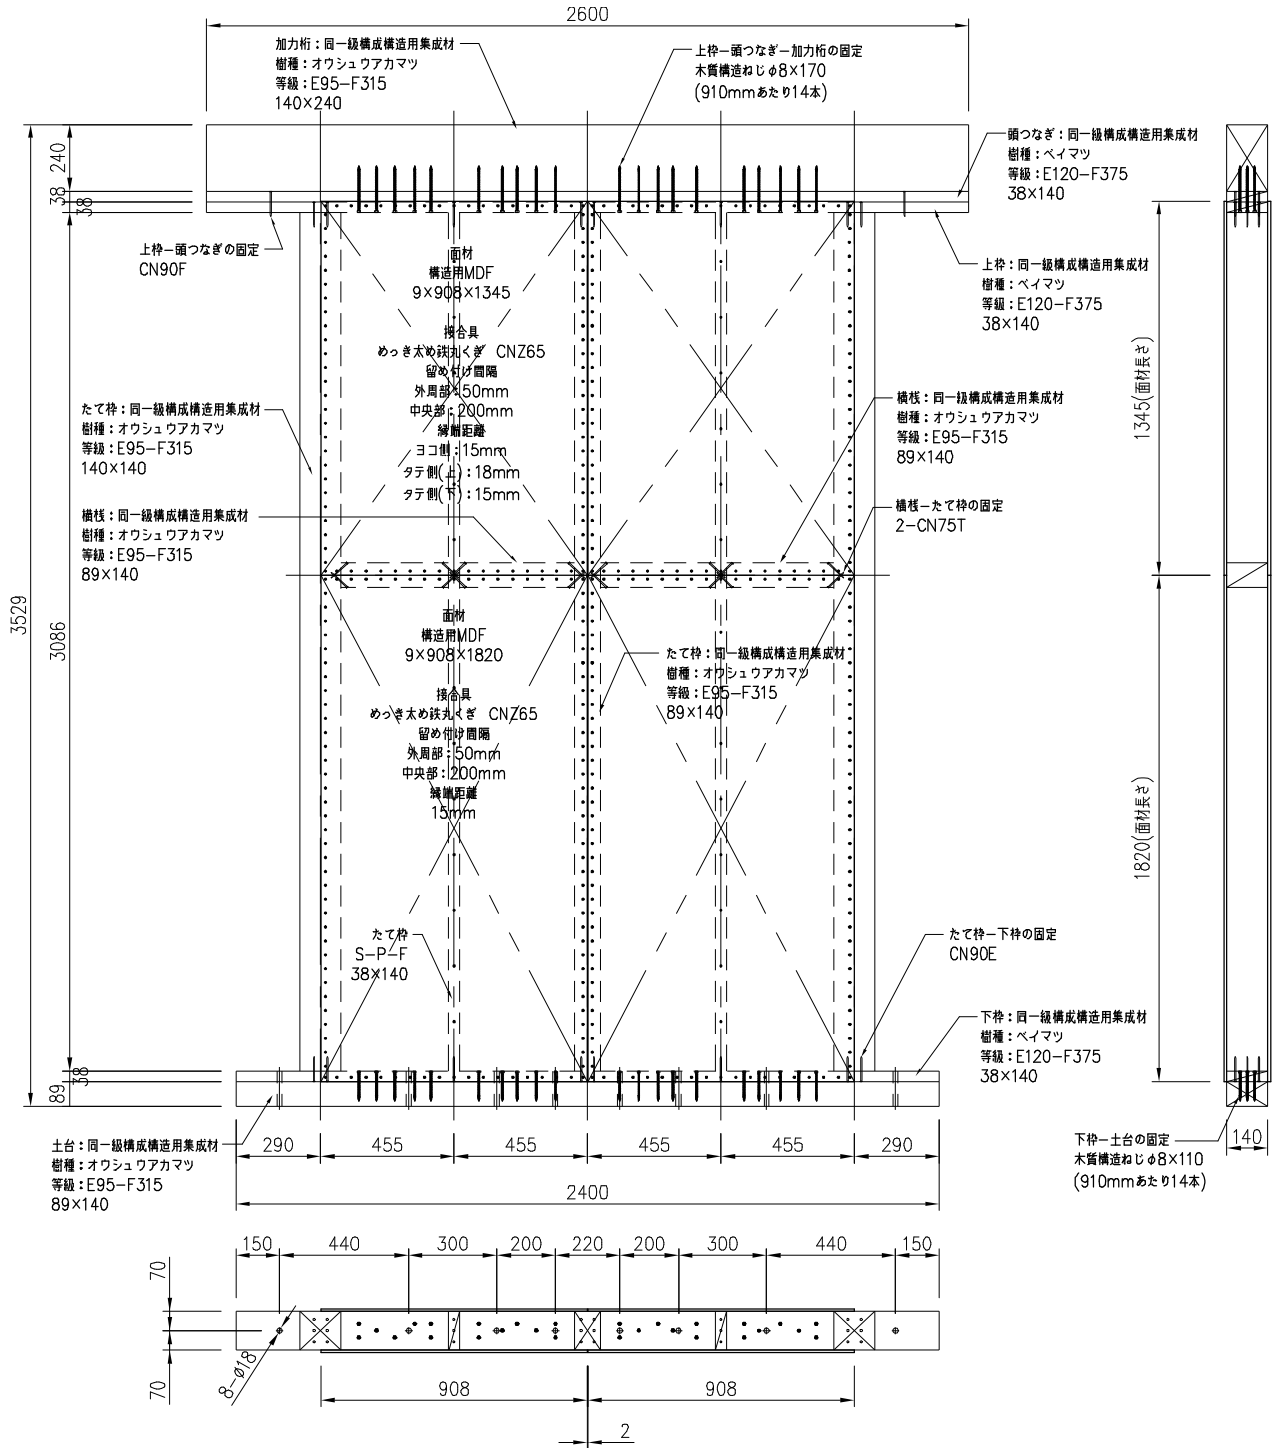 2600
加力桁：同一級構成構造用集成材
樹種：オウシュウアカマツ
等級：E95-F315
140×240
上枠-頭つなぎ-加力桁の固定
木質構造ねじφ8×170
(910mmあたり14本)
頭つなぎ：同一級構成構造用集成材
樹種：ベイマツ
等級：E120-F375
38×140
240
38
38
上枠-頭つなぎの固定
CN90F
面材
構造用MDF
9×908×1345
上枠：同一級構成構造用集成材
樹種：ベイマツ
等級：E120-F375
38×140
接合具
めっき太め鉄丸くぎ CNZ65
留め付け間隔
外周部：50mm
中央部：200mm
縁端距離
ヨコ側：15mm
タテ側(上)：18mm
タテ側(下)：15mm
1345(面材長さ)
たて枠：同一級構成構造用集成材
樹種：オウシュウアカマツ
等級：E95-F315
140×140
横桟：同一級構成構造用集成材
樹種：オウシュウアカマツ
等級：E95-F315
89×140
横桟：同一級構成構造用集成材
樹種：オウシュウアカマツ
等級：E95-F315
89×140
横桟-たて枠の固定
2-CN75T
3529
3086
面材
構造用MDF
9×908×1820
接合具
めっき太め鉄丸くぎ CNZ65
留め付け間隔
外周部：50mm
中央部：200mm
縁端距離
15mm
たて枠：同一級構成構造用集成材
樹種：オウシュウアカマツ
等級：E95-F315
89×140
1820(面材長さ)
たて枠
S-P-F
38×140
たて枠-下枠の固定
CN90E
下枠：同一級構成構造用集成材
樹種：ベイマツ
等級：E120-F375
38×140
89
38
土台：同一級構成構造用集成材
樹種：オウシュウアカマツ
等級：E95-F315
89×140
290 455 455 455 455 290
2400
下枠-土台の固定
木質構造ねじφ8×110
(910mmあたり14本)
140
150 440 300 200 220 200 300 440 150
70
70
8-φ18
908 908
2